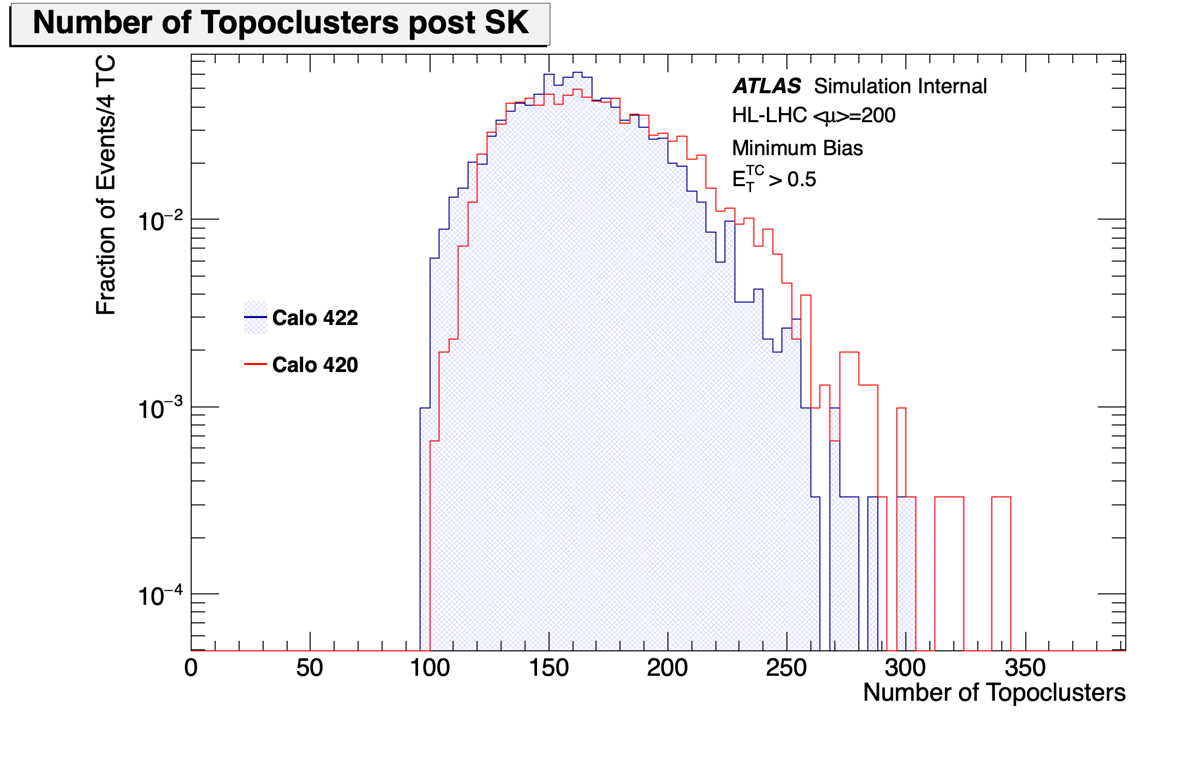 Number of Topoclusters post SK
Fraction of Events/4 TC
ATLAS Simulation Internal
HL-LHC <μ>=200
Minimum Bias
E_T^TC > 0.5
10^−2
10^−3
10^−4
Calo 422
Calo 420
0 50 100 150 200 250 300 350
Number of Topoclusters